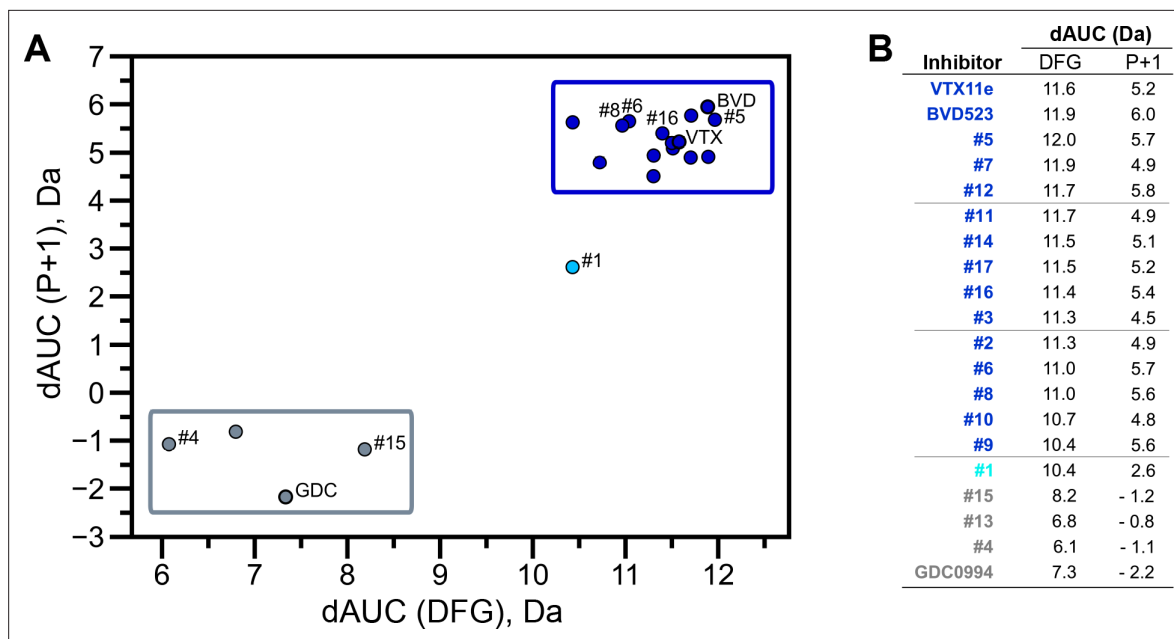 A
7
6
5
4
3
2
1
0
−1
−2
−3
dAUC (P+1), Da
#8 #6
BVD
#16
#5
VTX
#1
#4
#15
GDC
6 7 8 9 10 11 12
dAUC (DFG), Da
B
dAUC (Da)
Inhibitor DFG P+1
VTX11e 11.6 5.2
BVD523 11.9 6.0
#5 12.0 5.7
#7 11.9 4.9
#12 11.7 5.8
#11 11.7 4.9
#14 11.5 5.1
#17 11.5 5.2
#16 11.4 5.4
#3 11.3 4.5
#2 11.3 4.9
#6 11.0 5.7
#8 11.0 5.6
#10 10.7 4.8
#9 10.4 5.6
#1 10.4 2.6
#15 8.2 - 1.2
#13 6.8 - 0.8
#4 6.1 - 1.1
GDC0994 7.3 - 2.2